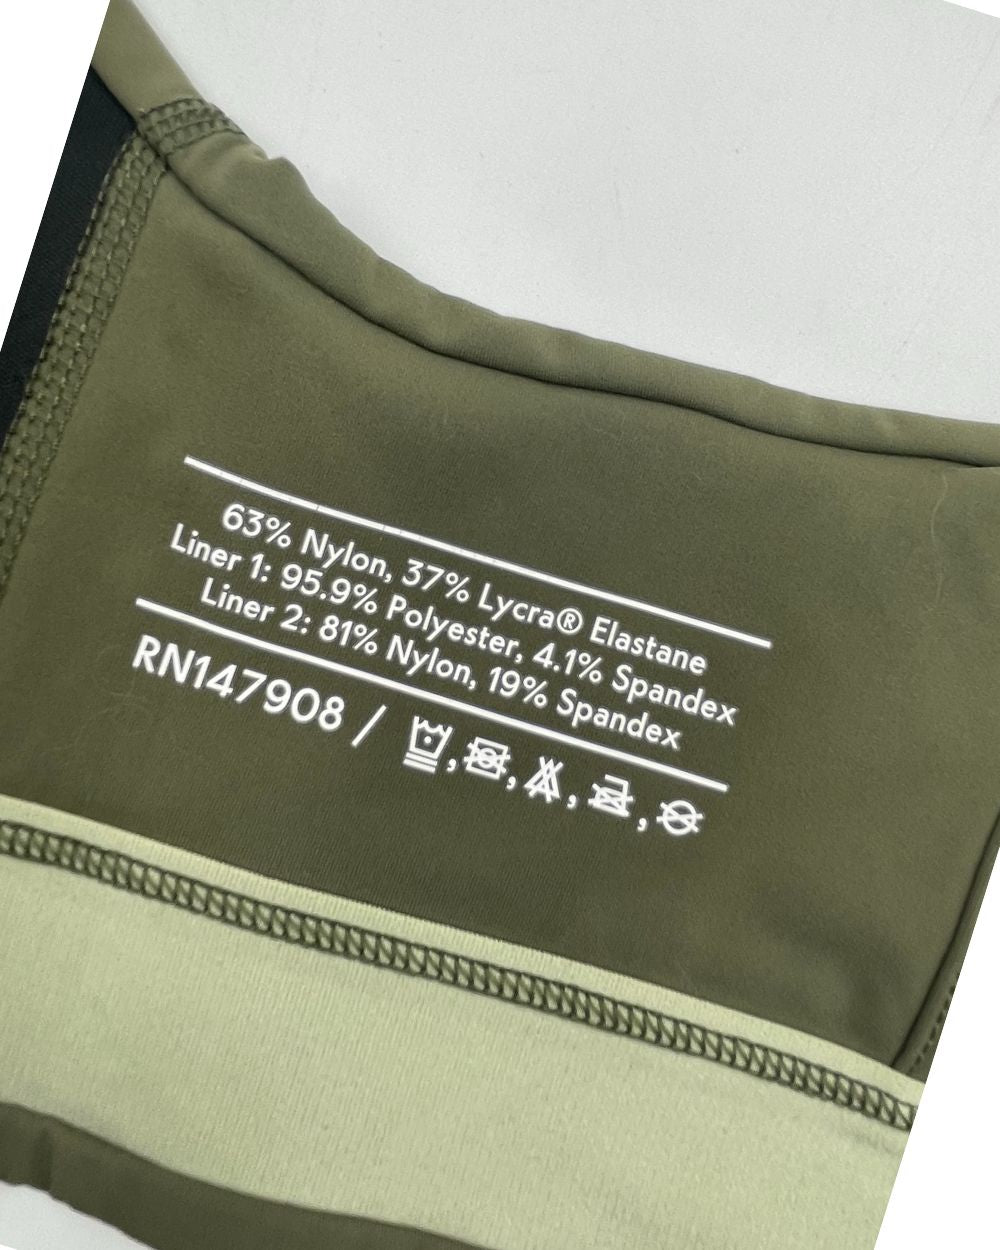 63% Nylon, 37% Lycra® Elastane
Liner 1: 95.9% Polyester, 4.1% Spandex
Liner 2: 81% Nylon, 19% Spandex
RN147908 /